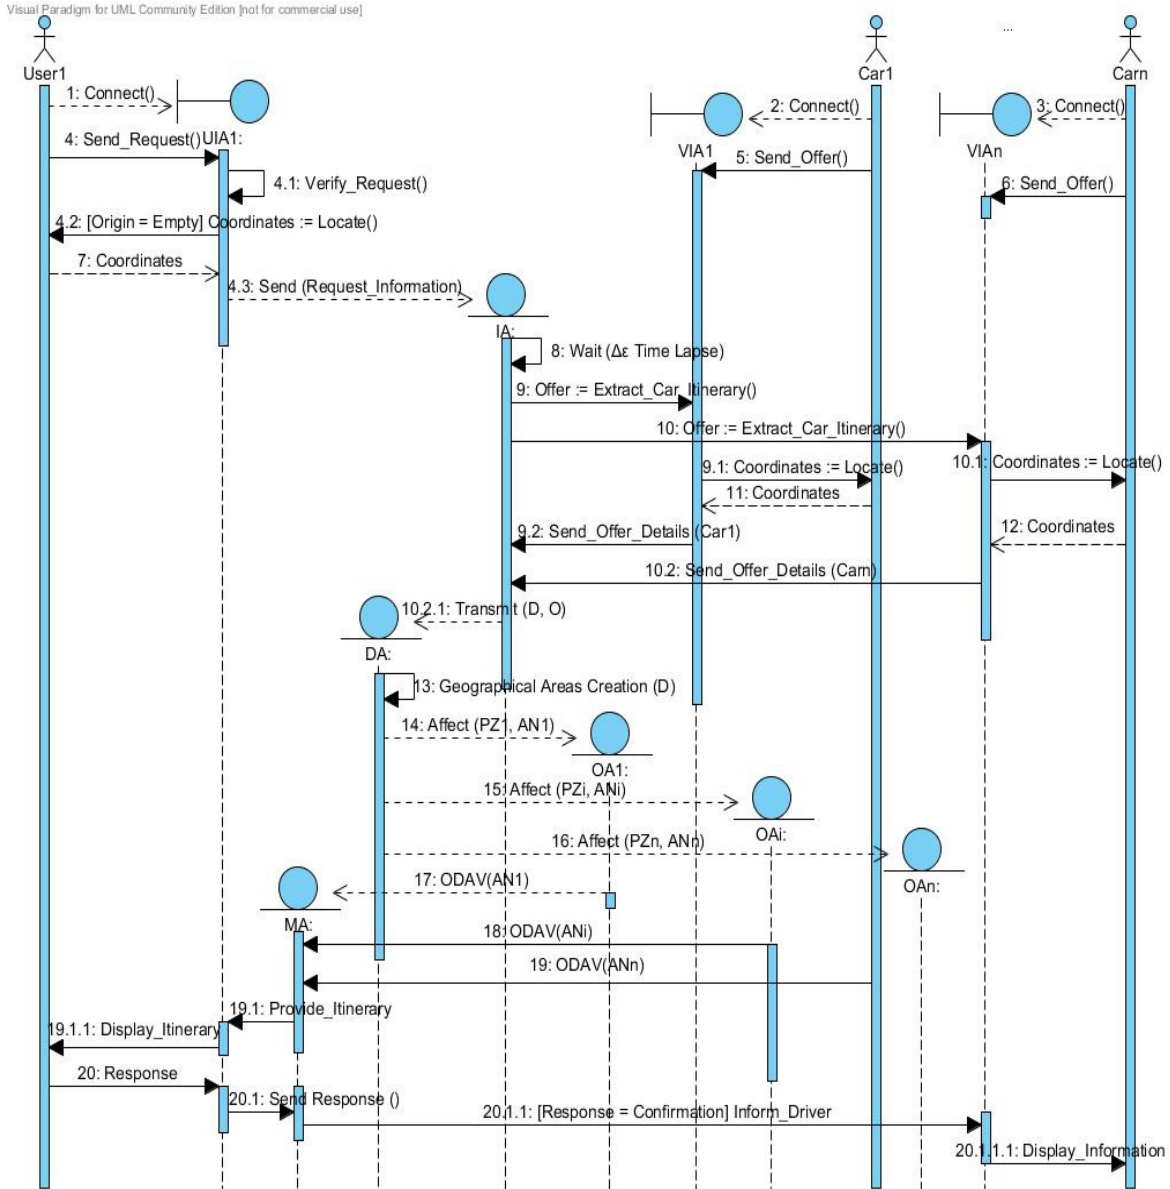 Visual Paradigm for UML Community Edition [not for commercial use]
...
User1
Car1
Carn
1: Connect()
2: Connect()
3: Connect()
4: Send_Request()
UIA1:
VIA1
VIAn
5: Send_Offer()
4.1: Verify_Request()
6: Send_Offer()
4.2: [Origin = Empty] Coordinates := Locate()
7: Coordinates
4.3: Send (Request_Information)
IA:
8: Wait (Δε Time Lapse)
9: Offer := Extract_Car_Itinerary()
10: Offer := Extract_Car_Itinerary()
9.1: Coordinates := Locate()
10.1: Coordinates := Locate()
11: Coordinates
12: Coordinates
9.2: Send_Offer_Details (Car1)
10.2: Send_Offer_Details (Carn)
10.2.1: Transmit (D, O)
DA:
13: Geographical Areas Creation (D)
14: Affect (PZ1, AN1)
OA1:
15: Affect (PZi, ANi)
OAi:
16: Affect (PZn, ANn)
17: ODAV(AN1)
OAn:
MA:
18: ODAV(ANi)
19: ODAV(ANn)
19.1: Provide_Itinerary
19.1.1: Display_Itinerary
20: Response
20.1: Send Response ()
20.1.1: [Response = Confirmation] Inform_Driver
20.1.1.1: Display_Information